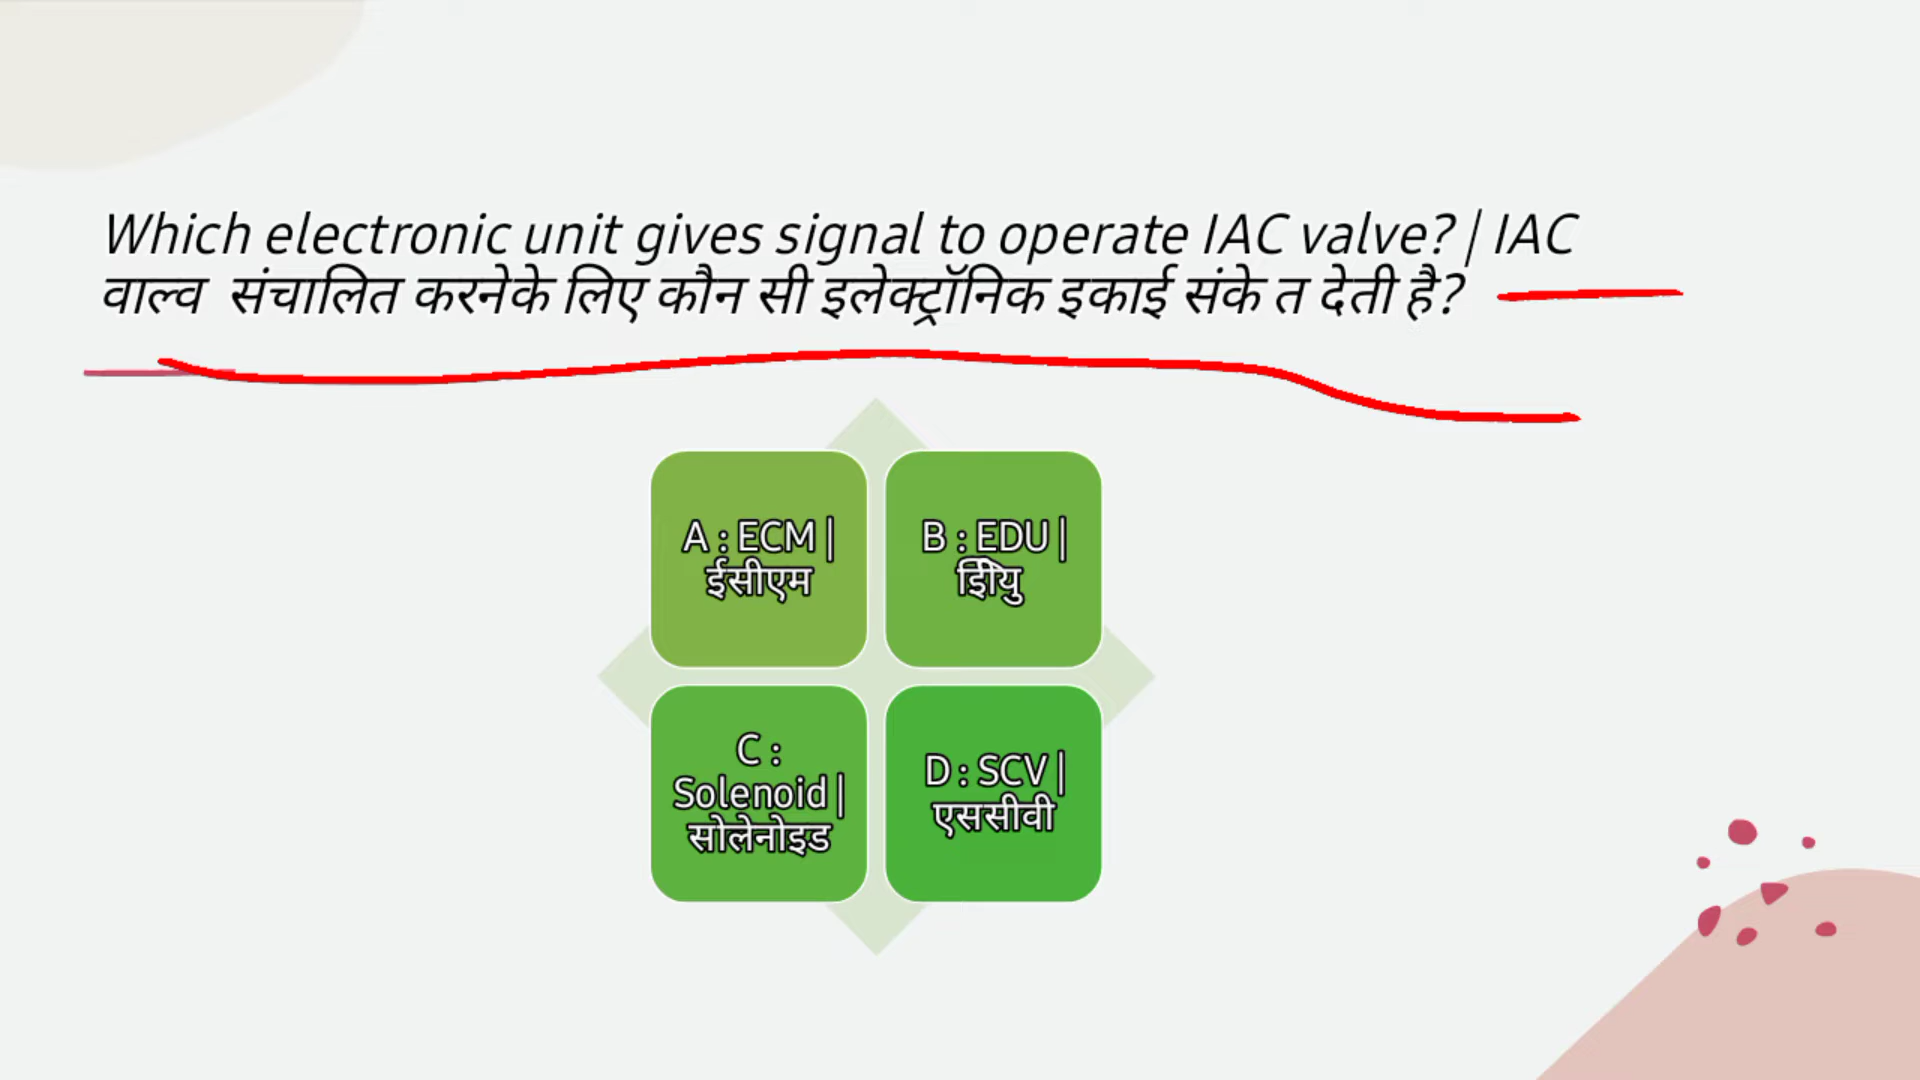 Which electronic unit gives signal to operate IAC valve? | IAC
वाल्व संचालित करनेके लिए कौन सी इलेक्ट्रॉनिक इकाई संके त देती है?
A : ECM |
ईसीएम
B : EDU |
C :
Solenoid |
सोलेनोइड
D : SCV |
एससीवी